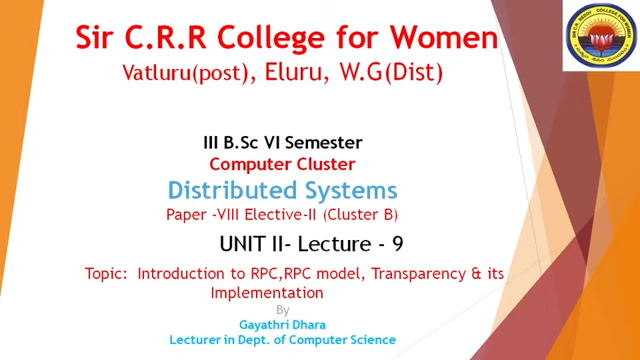 Sir C.R.R College for Women
Vatluru(post), Eluru, W.G(Dist)
III B.Sc VI Semester
Computer Cluster
Distributed Systems
Paper -VIII Elective-II (Cluster B)
UNIT II- Lecture - 9
Topic: Introduction to RPC,RPC model, Transparency & its
Implementation
By
Gayathri Dhara
Lecturer in Dept. of Computer Science